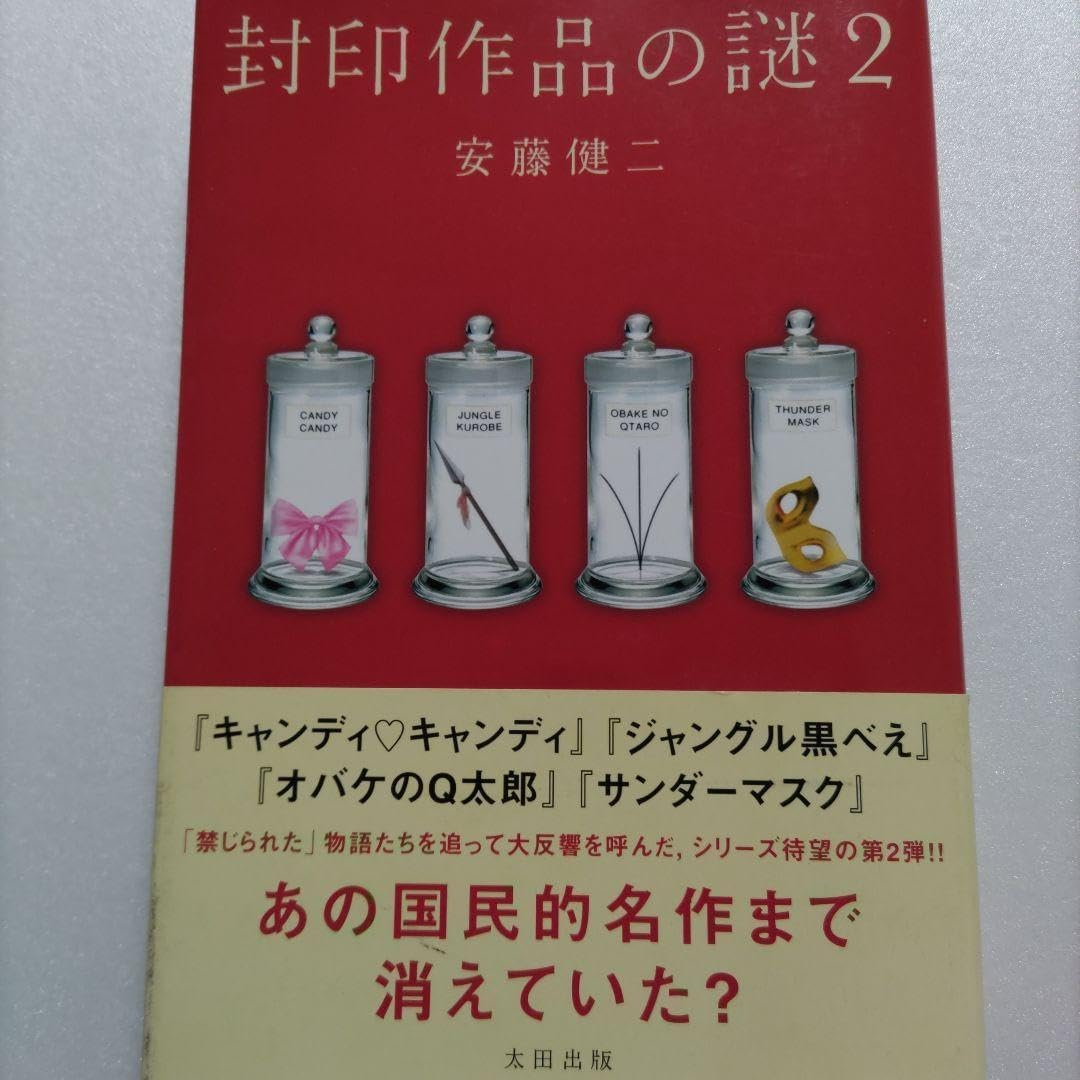 封印作品の謎2
安藤健二
CANDY
CANDY
JUNGLE
KUROBE
OBAKE NO
QTARO
THUNDER
MASK
『キャンディ♡キャンディ』『ジャングル黒べえ』
『オバケのQ太郎』『サンダーマスク』
「禁じられた」物語たちを追って大反響を呼んだ,シリーズ待望の第2弾!!
あの国民的名作まで
消えていた?
太田出版